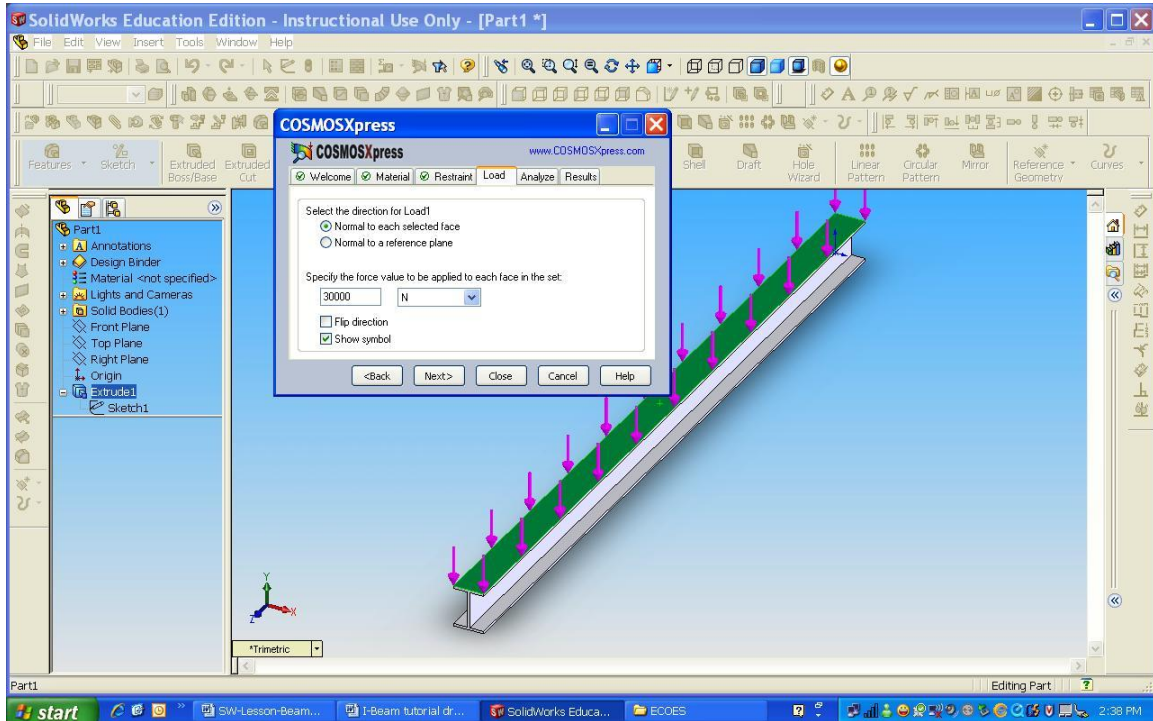 SolidWorks Education Edition - Instructional Use Only - [Part1 *]
File Edit View Insert Tools Window Help
COSMOSXpress
COSMOSXpress www.COSMOSXpress.com
Welcome Material Restraint Load Analyze Results
Select the direction for Load1
Normal to each selected face
Normal to a reference plane
Specify the force value to be applied to each face in the set:
30000 N
Flip direction
Show symbol
<Back Next> Close Cancel Help
Features Sketch Extruded Boss/Base Extruded Cut Shell Draft Hole Wizard Linear Pattern Circular Pattern Mirror Reference Geometry Curves
Part1
Annotations
Design Binder
Material <not specified>
Lights and Cameras
Solid Bodies(1)
Front Plane
Top Plane
Right Plane
Origin
Extrude1
Sketch1
Y
Z
X
*Trimetric
Part1 Editing Part
start SW-Lesson-Beam... I-Beam tutorial dr... SolidWorks Educa... ECOES 2:38 PM